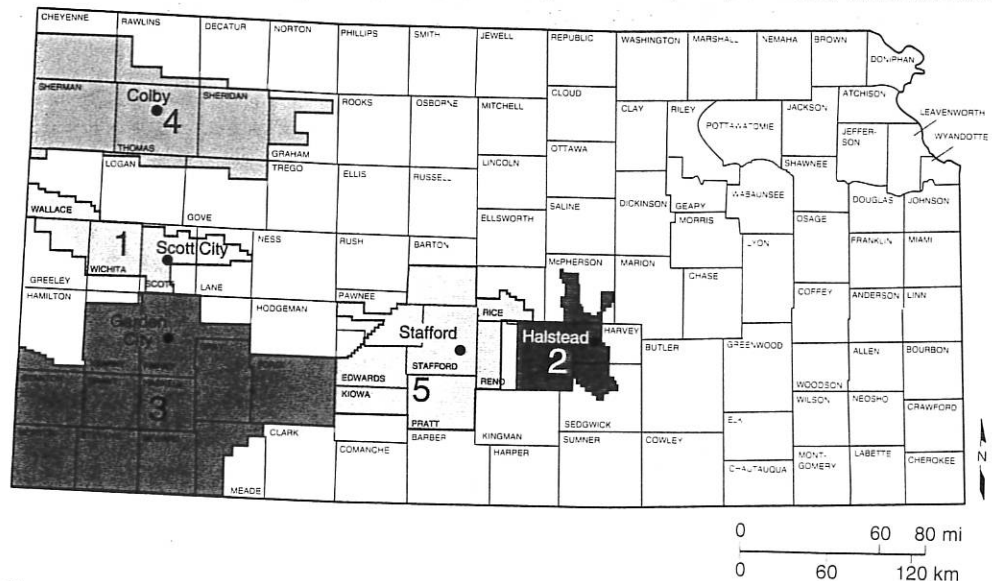 CHEYENNE
RAWLINS
DECATUR
NORTON
PHILLIPS
SMITH
JEWELL
REPUBLIC
WASHINGTON
MARSHALL
NEMAHA
BROWN
DONIPHAN
SHERMAN
Colby
4
THOMAS
SHERIDAN
GRAHAM
ROOKS
OSBORNE
MITCHELL
CLOUD
CLAY
RILEY
POTTAWATOMIE
JACKSON
ATCHISON
JEFFER-
SON
LEAVENWORTH
WYANDOTTE
WALLACE
LOGAN
GOVE
TREGO
ELLIS
RUSSELL
LINCOLN
OTTAWA
SALINE
DICKINSON
GEARY
WABAUNSEE
SHAWNEE
DOUGLAS
JOHNSON
GREELEY
1
WICHITA
Scott City
SCOTT
LANE
NESS
RUSH
BARTON
ELLSWORTH
McPHERSON
MARION
MORRIS
CHASE
LYON
OSAGE
FRANKLIN
MIAMI
HAMILTON
Garden
City
HODGEMAN
PAWNEE
Stafford
STAFFORD
RICE
RENO
Halstead
2
HARVEY
BUTLER
GREENWOOD
COFFEY
ANDERSON
LINN
WOODSON
ALLEN
BOURBON
3
EDWARDS
KIOWA
5
PRATT
KINGMAN
SEDGWICK
ELK
WILSON
NEOSHO
CRAWFORD
MEADE
CLARK
COMANCHE
BARBER
HARPER
SUMNER
COWLEY
CHAUTAUQUA
MONT-
GOMERY
LABETTE
CHEROKEE
N
0 60 80 mi
0 60 120 km